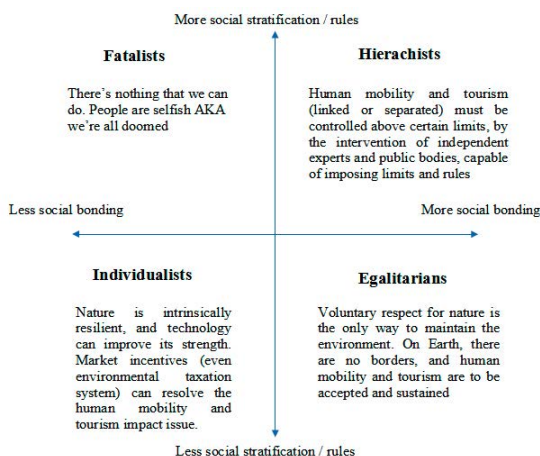 More social stratification / rules
Fatalists
There's nothing that we can
do. People are selfish AKA
we're all doomed
Hierachists
Human mobility and tourism
(linked or separated) must be
controlled above certain limits, by
the intervention of independent
experts and public bodies, capable
of imposing limits and rules
Less social bonding
More social bonding
Individualists
Nature is intrinsically
resilient, and technology
can improve its strength.
Market incentives (even
environmental taxation
system) can resolve the
human mobility and
tourism impact issue.
Egalitarians
Voluntary respect for nature is
the only way to maintain the
environment. On Earth, there
are no borders, and human
mobility and tourism are to be
accepted and sustained
Less social stratification / rules